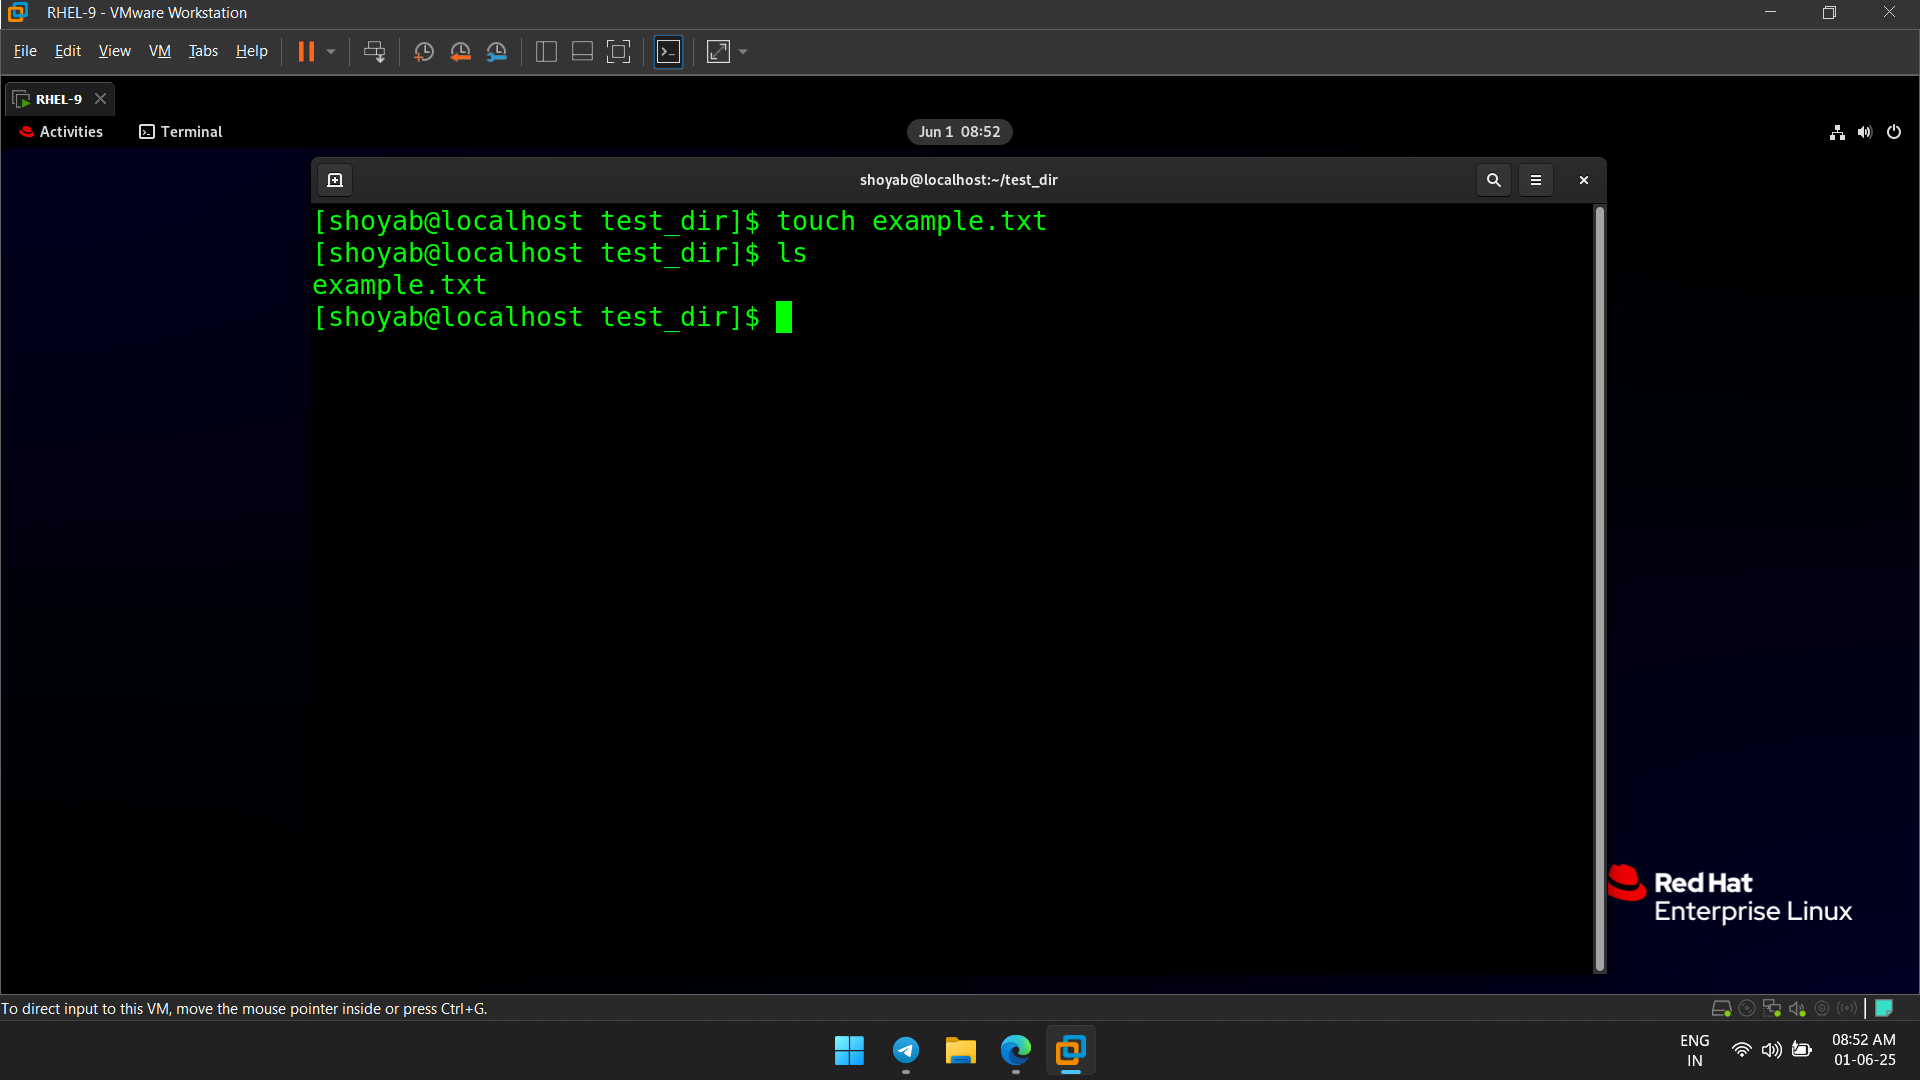 RHEL-9 - VMware Workstation
File Edit View VM Tabs Help
RHEL-9
Activities Terminal Jun 1 08:52
shoyab@localhost:~/test_dir
[shoyab@localhost test_dir]$ touch example.txt
[shoyab@localhost test_dir]$ ls
example.txt
[shoyab@localhost test_dir]$
Red Hat
Enterprise Linux
To direct input to this VM, move the mouse pointer inside or press Ctrl+G.
ENG
IN
08:52 AM
01-06-25